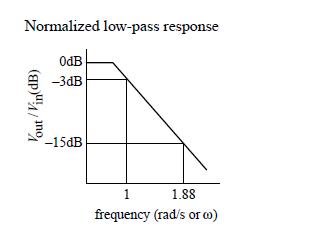 Normalized low-pass response
0dB
–3dB
Vout / Vin(dB)
–15dB
1 1.88
frequency (rad/s or ω)